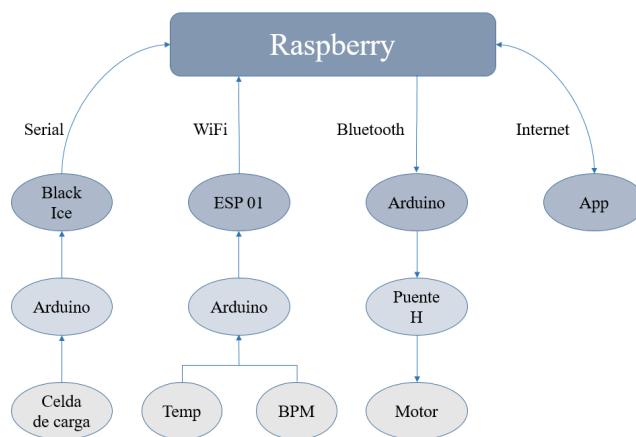 Raspberry
Serial
WiFi
Bluetooth
Internet
Black
Ice
ESP 01
Arduino
App
Arduino
Arduino
Puente
H
Celda
de carga
Temp
BPM
Motor